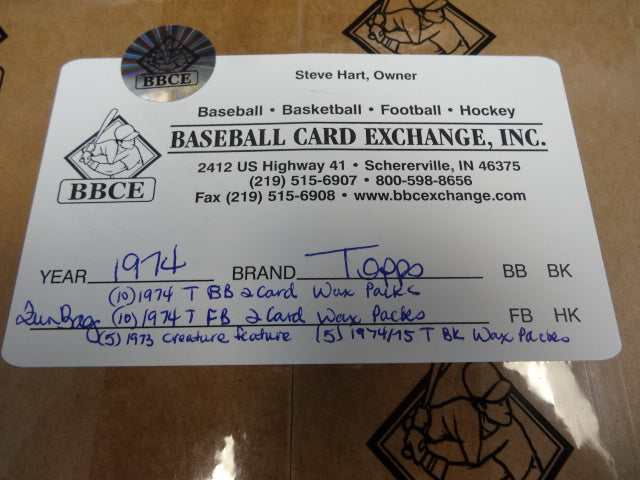 BBCE
Steve Hart, Owner
Baseball • Basketball • Football • Hockey
BASEBALL CARD EXCHANGE, INC.
BBCE
2412 US Highway 41 • Schererville, IN 46375
(219) 515-6907 • 800-598-8656
Fax (219) 515-6908 • www.bbcexchange.com
YEAR 1974 BRAND Topps BB BK
(10) 1974 T BB 2 Card Wax Packs
Fun Bag (10) 1974 T FB 2 Card Wax Packs FB HK
(5) 1973 Creature feature (5) 1974/75 T BK Wax Packs